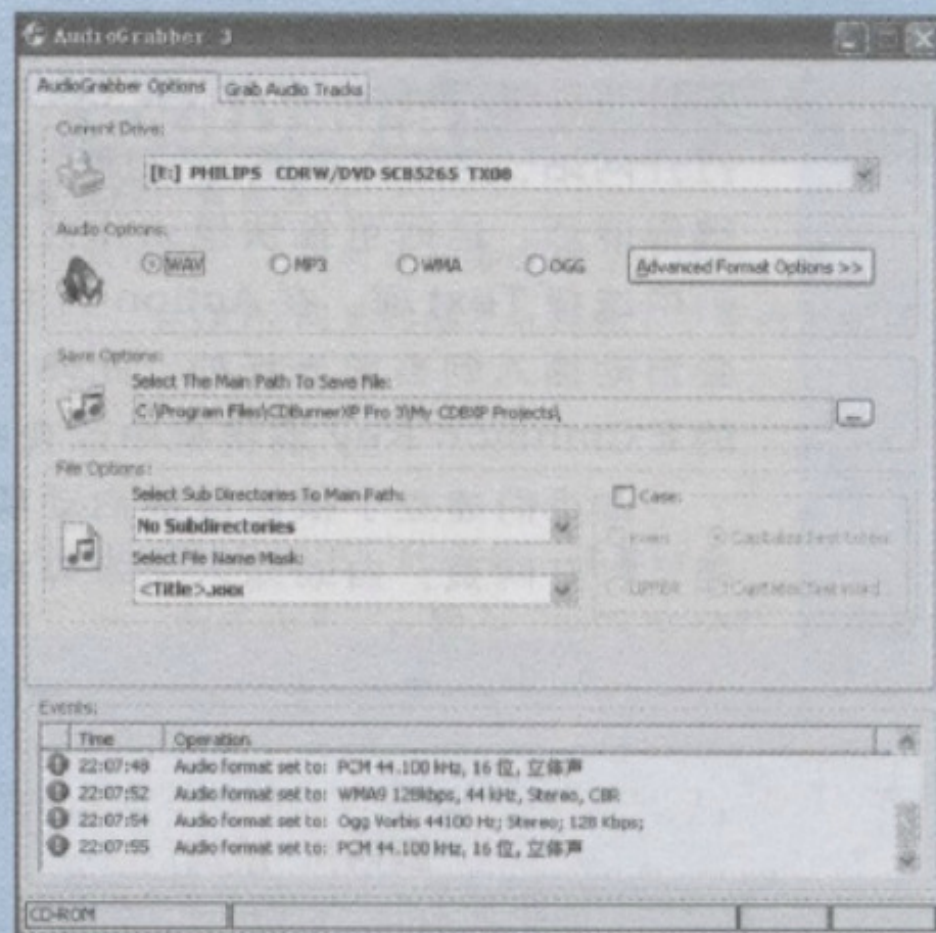 AudioGrabber 3
AudioGrabber Options
Grab Audio Tracks
Current Drive:
[E:] PHILIPS CDRW/DVD SCB5265 TX08
Audio Options:
WAV
MP3
WMA
OGG
Advanced Format Options >>
Save Options:
Select The Main Path To Save File:
C:\Program Files\CDBurnerXP Pro 3\My CDBXP Projects\
...
File Options:
Select Sub Directories To Main Path:
Case:
No Subdirectories
Select File Name Mask:
<Title>.xxx
UPPER
Events:
Time
Operation
22:07:48 Audio format set to: PCM 44.100 kHz, 16 位, 立体声
22:07:52 Audio format set to: WMA9 128kbps, 44 kHz, Stereo, CBR
22:07:54 Audio format set to: Ogg Vorbis 44100 Hz; Stereo; 128 Kbps;
22:07:55 Audio format set to: PCM 44.100 kHz, 16 位, 立体声
CD-ROM